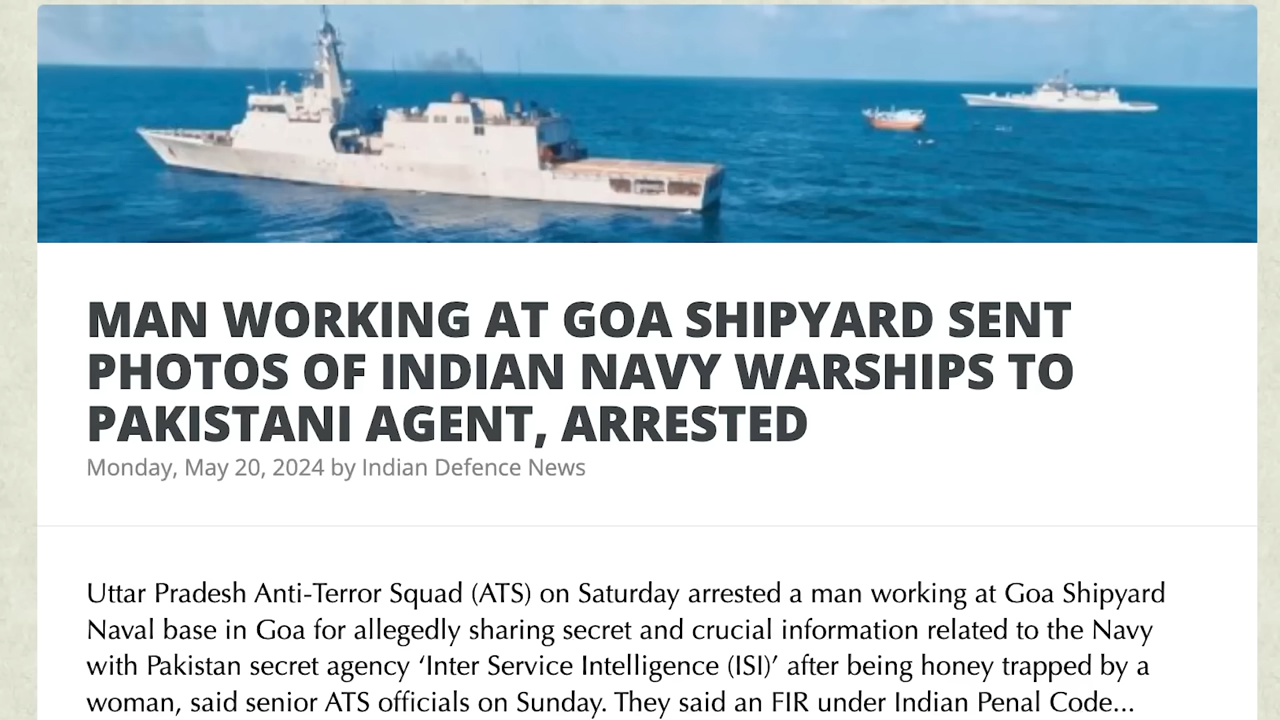 MAN WORKING AT GOA SHIPYARD SENT
PHOTOS OF INDIAN NAVY WARSHIPS TO
PAKISTANI AGENT, ARRESTED
Monday, May 20, 2024 by Indian Defence News
Uttar Pradesh Anti-Terror Squad (ATS) on Saturday arrested a man working at Goa Shipyard
Naval base in Goa for allegedly sharing secret and crucial information related to the Navy
with Pakistan secret agency ‘Inter Service Intelligence (ISI)’ after being honey trapped by a
woman, said senior ATS officials on Sunday. They said an FIR under Indian Penal Code...